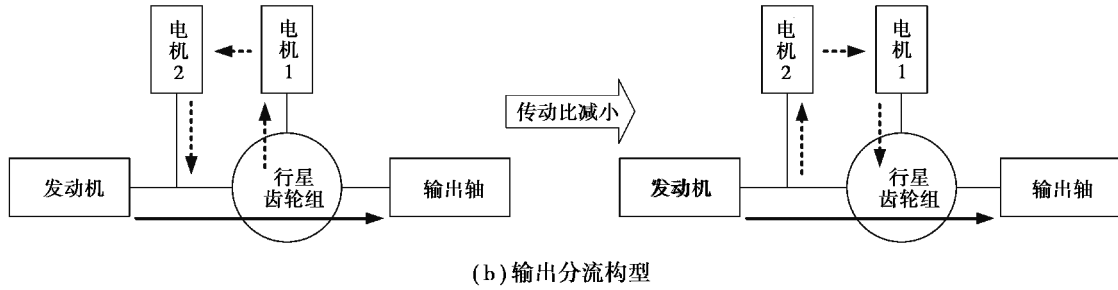 电机2
电机1
发动机
行星齿轮组
输出轴
传动比减小
电机2
电机1
发动机
行星齿轮组
输出轴
(b)输出分流构型